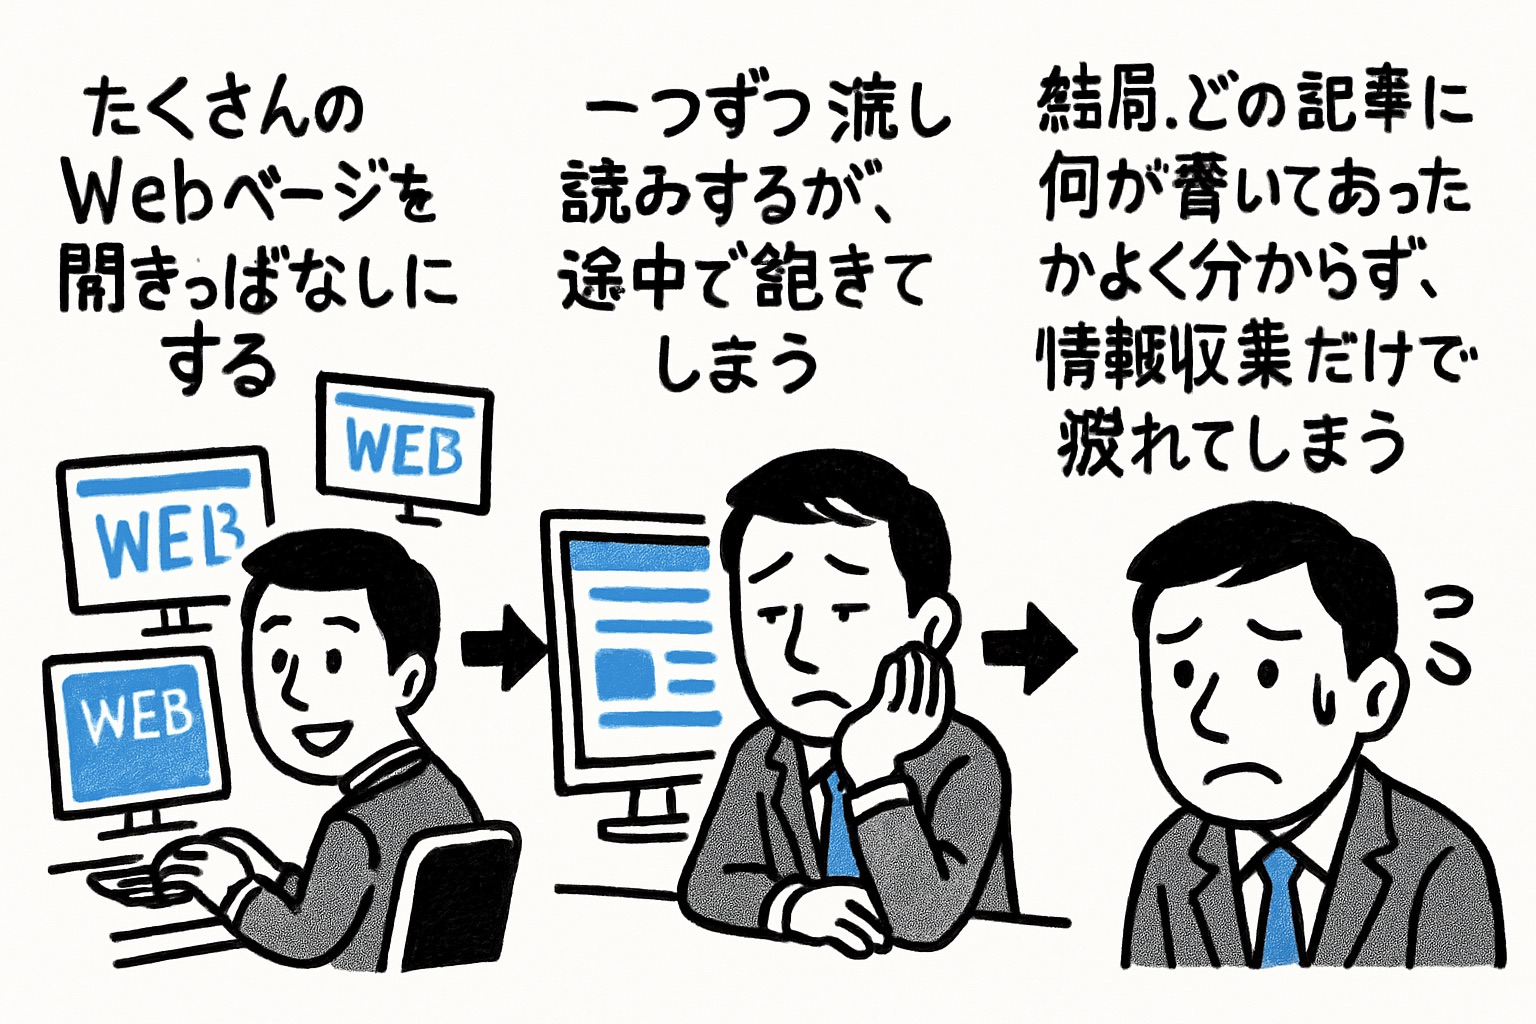 たくさんの
Webページを
開きっぱなしに
する
一つずつ流し
読みするが、
途中で飽きて
しまう
結局.どの記事に
何が書いてあった
かよく分からず、
情報収集だけで
疲れてしまう
WEB
WEB
WEB